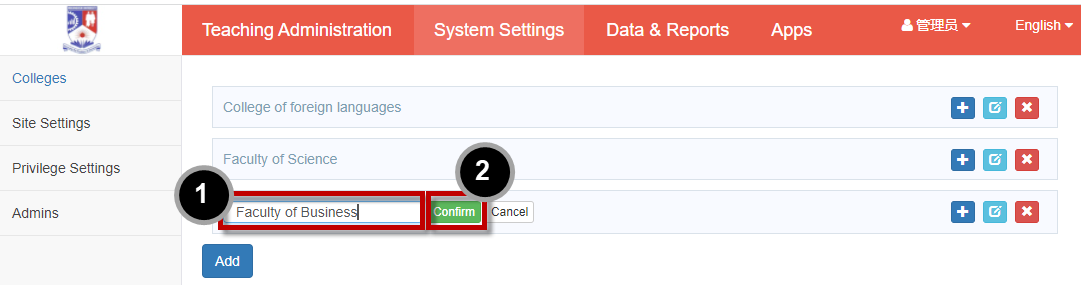 Teaching Administration System Settings Data & Reports Apps 管理员 English
Colleges
Site Settings
Privilege Settings
Admins
College of foreign languages
Faculty of Science
1 2
Faculty of Business Confirm Cancel
Add